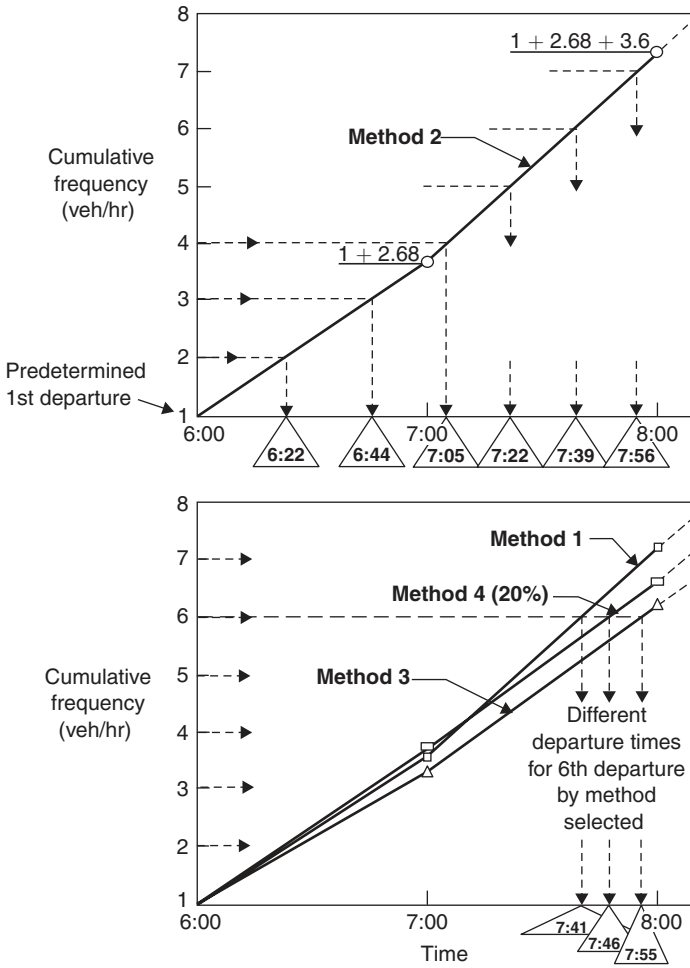 8
1 + 2.68 + 3.6
7
Method 2
6
Cumulative
frequency
(veh/hr)
5
4
1 + 2.68
3
2
Predetermined
1st departure
1
6:00
7:00
8:00
6:22
6:44
7:05
7:22
7:39
7:56
8
Method 1
7
Method 4 (20%)
6
Cumulative
frequency
(veh/hr)
5
Method 3
4
Different
departure times
for 6th departure
by method
selected
3
2
1
6:00
7:00
8:00
7:41
7:46
7:55
Time